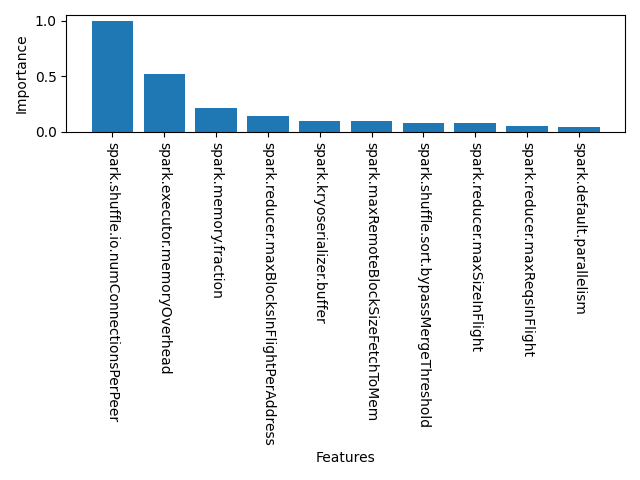 Importance
1.0
0.5
0.0
spark.shuffle.io.numConnectionsPerPeer
spark.executor.memoryOverhead
spark.memory.fraction
spark.reducer.maxBlocksInFlightPerAddress
spark.kryoserializer.buffer
spark.maxRemoteBlockSizeFetchToMem
spark.shuffle.sort.bypassMergeThreshold
spark.reducer.maxSizeInFlight
spark.reducer.maxReqsInFlight
spark.default.parallelism
Features